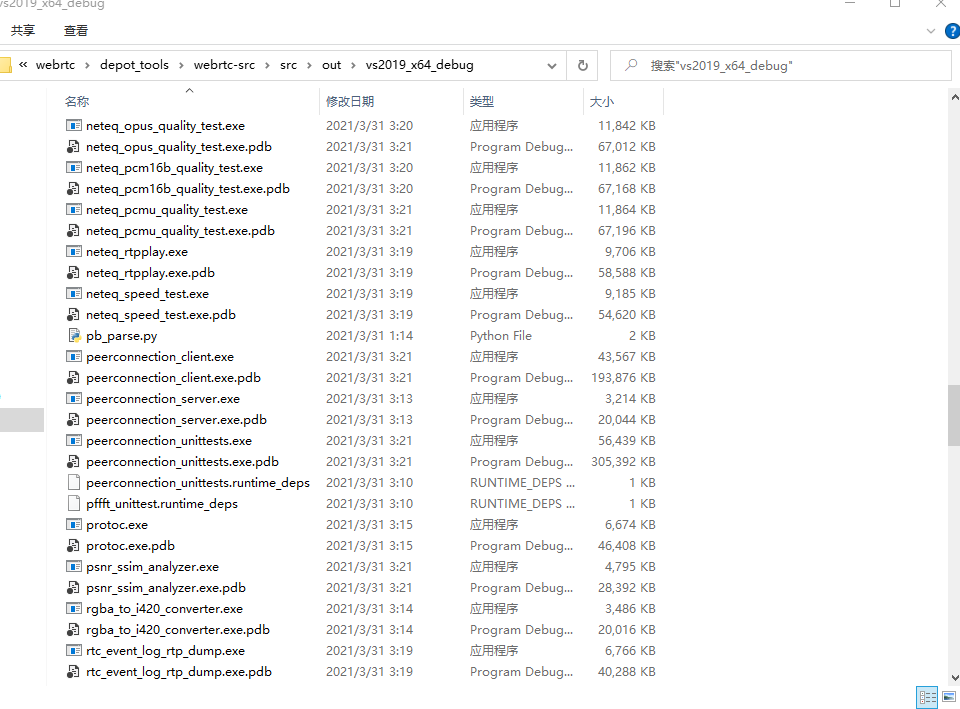 vs2019_x64_debug
共享 查看
« webrtc › depot_tools › webrtc-src › src › out › vs2019_x64_debug 搜索"vs2019_x64_debug"
名称 修改日期 类型 大小
neteq_opus_quality_test.exe 2021/3/31 3:20 应用程序 11,842 KB
neteq_opus_quality_test.exe.pdb 2021/3/31 3:21 Program Debug... 67,012 KB
neteq_pcm16b_quality_test.exe 2021/3/31 3:20 应用程序 11,862 KB
neteq_pcm16b_quality_test.exe.pdb 2021/3/31 3:20 Program Debug... 67,168 KB
neteq_pcmu_quality_test.exe 2021/3/31 3:21 应用程序 11,864 KB
neteq_pcmu_quality_test.exe.pdb 2021/3/31 3:21 Program Debug... 67,196 KB
neteq_rtpplay.exe 2021/3/31 3:19 应用程序 9,706 KB
neteq_rtpplay.exe.pdb 2021/3/31 3:19 Program Debug... 58,588 KB
neteq_speed_test.exe 2021/3/31 3:19 应用程序 9,185 KB
neteq_speed_test.exe.pdb 2021/3/31 3:19 Program Debug... 54,620 KB
pb_parse.py 2021/3/31 1:14 Python File 2 KB
peerconnection_client.exe 2021/3/31 3:21 应用程序 43,567 KB
peerconnection_client.exe.pdb 2021/3/31 3:21 Program Debug... 193,876 KB
peerconnection_server.exe 2021/3/31 3:13 应用程序 3,214 KB
peerconnection_server.exe.pdb 2021/3/31 3:13 Program Debug... 20,044 KB
peerconnection_unittests.exe 2021/3/31 3:21 应用程序 56,439 KB
peerconnection_unittests.exe.pdb 2021/3/31 3:21 Program Debug... 305,392 KB
peerconnection_unittests.runtime_deps 2021/3/31 3:10 RUNTIME_DEPS ... 1 KB
pffft_unittest.runtime_deps 2021/3/31 3:10 RUNTIME_DEPS ... 1 KB
protoc.exe 2021/3/31 3:15 应用程序 6,674 KB
protoc.exe.pdb 2021/3/31 3:15 Program Debug... 46,408 KB
psnr_ssim_analyzer.exe 2021/3/31 3:21 应用程序 4,795 KB
psnr_ssim_analyzer.exe.pdb 2021/3/31 3:21 Program Debug... 28,392 KB
rgba_to_i420_converter.exe 2021/3/31 3:14 应用程序 3,486 KB
rgba_to_i420_converter.exe.pdb 2021/3/31 3:14 Program Debug... 20,016 KB
rtc_event_log_rtp_dump.exe 2021/3/31 3:19 应用程序 6,766 KB
rtc_event_log_rtp_dump.exe.pdb 2021/3/31 3:19 Program Debug... 40,288 KB